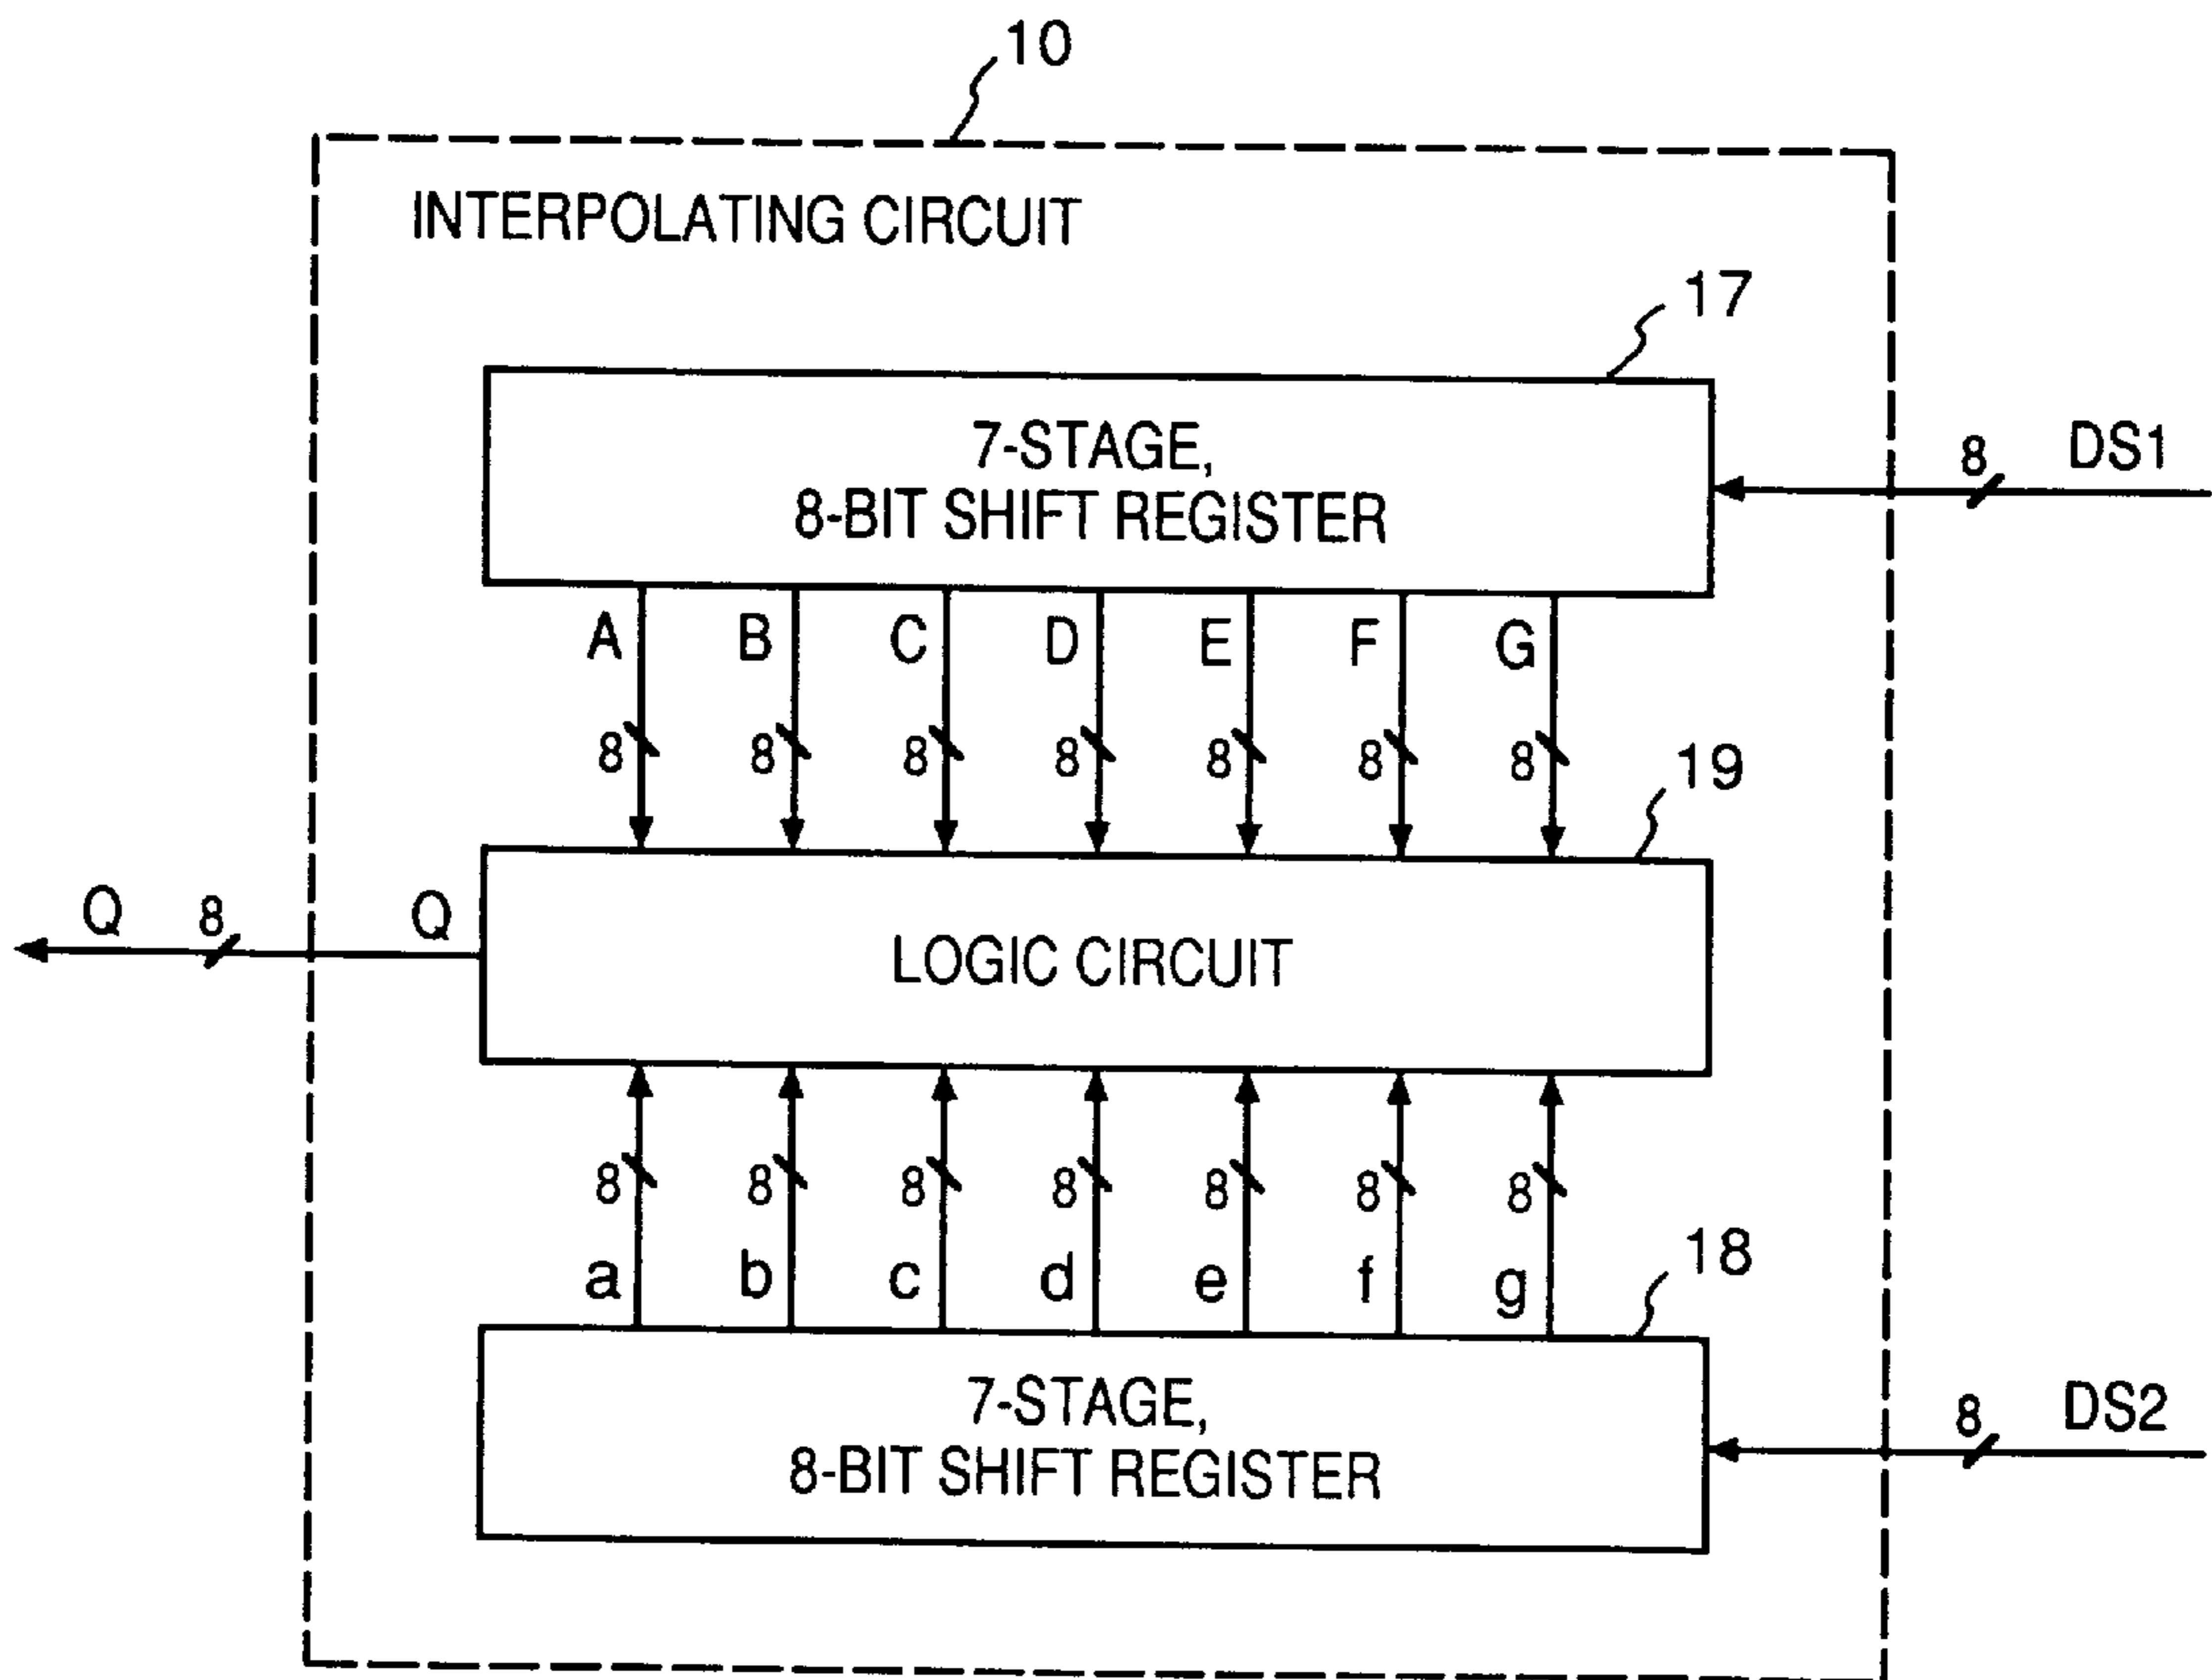 10
INTERPOLATING CIRCUIT
17
7-STAGE,
8-BIT SHIFT REGISTER
8 DS1
A B C D E F G
8 8 8 8 8 8 8
19
Q 8 Q
LOGIC CIRCUIT
8 8 8 8 8 8 8
a b c d e f g
18
7-STAGE,
8-BIT SHIFT REGISTER
8 DS2